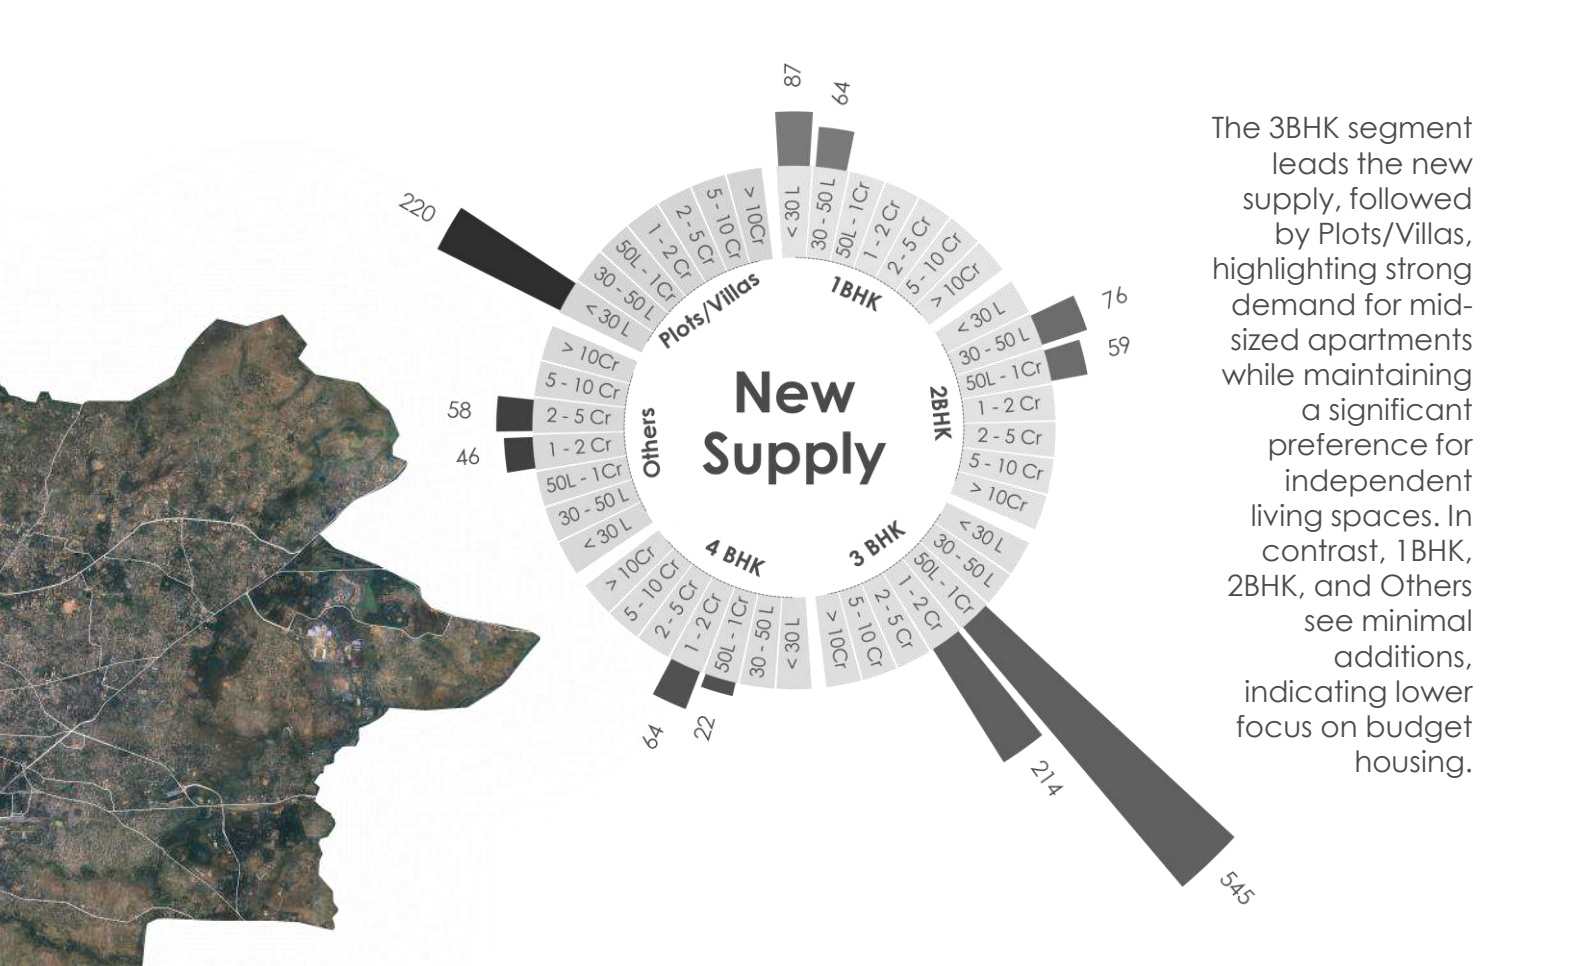 87
64
< 30 L
30 - 50 L
50L - 1Cr
1 - 2 Cr
2 - 5 Cr
5 - 10 Cr
> 10Cr
1BHK
76
59
< 30 L
30 - 50 L
50L - 1Cr
1 - 2 Cr
2 - 5 Cr
5 - 10 Cr
> 10Cr
2BHK
< 30 L
30 - 50 L
50L - 1Cr
1 - 2 Cr
2 - 5 Cr
5 - 10 Cr
> 10Cr
3 BHK
545
214
< 30 L
30 - 50 L
50L - 1Cr
1 - 2 Cr
2 - 5 Cr
5 - 10 Cr
> 10Cr
4 BHK
22
64
< 30 L
30 - 50 L
50L - 1Cr
1 - 2 Cr
2 - 5 Cr
5 - 10 Cr
> 10Cr
Others
46
58
< 30 L
30 - 50 L
50L - 1Cr
1 - 2 Cr
2 - 5 Cr
5 - 10 Cr
> 10Cr
Plots/Villas
220
New
Supply
The 3BHK segment
leads the new
supply, followed
by Plots/Villas,
highlighting strong
demand for mid-
sized apartments
while maintaining
a significant
preference for
independent
living spaces. In
contrast, 1BHK,
2BHK, and Others
see minimal
additions,
indicating lower
focus on budget
housing.